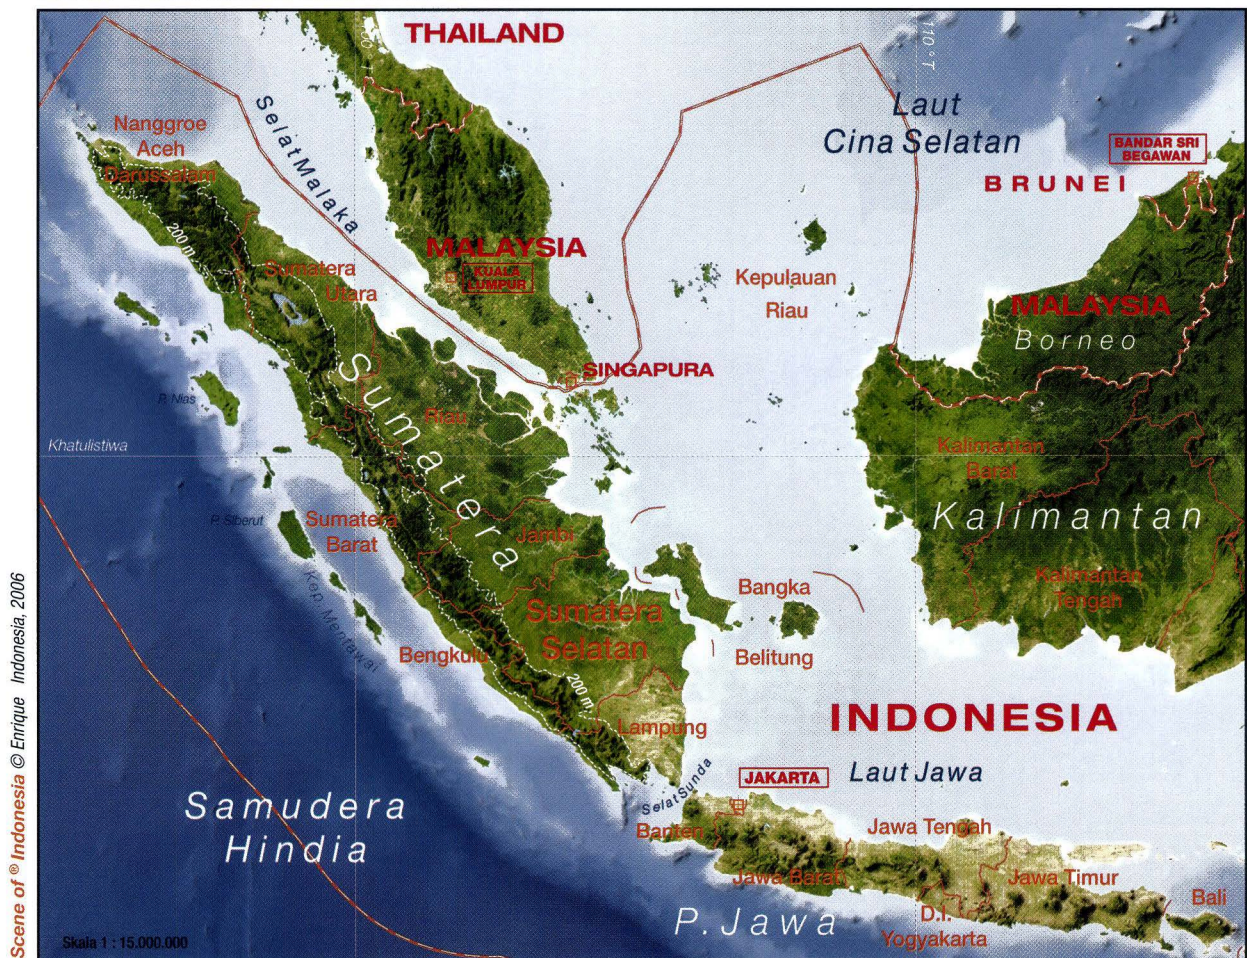 THAILAND
100°
110° T
Laut
Cina Selatan
BANDAR SRI
BEGAWAN
BRUNEI
Nanggroe
Aceh
Darussalam
Selat Malaka
200 m.
MALAYSIA
KUALA
LUMPUR
Sumatera
Utara
Kepulauan
Riau
MALAYSIA
Borneo
SINGAPURA
P. Nias
Sumatera
Riau
Khatulistiwa
Kalimantan
Barat
Kalimantan
P. Siberut
Sumatera
Barat
Jambi
Kep. Mentawai
Bangka
Kalimantan
Tengah
Sumatera
Selatan
Bengkulu
Belitung
200 m.
Lampung
INDONESIA
Selat Sunda
JAKARTA
Laut Jawa
Samudera
Hindia
Banten
Jawa Tengah
Jawa Barat
Jawa Timur
Bali
P. Jawa
D.I.
Yogyakarta
Skala 1 : 15.000.000
Scene of ® Indonesia © Enrique Indonesia, 2006